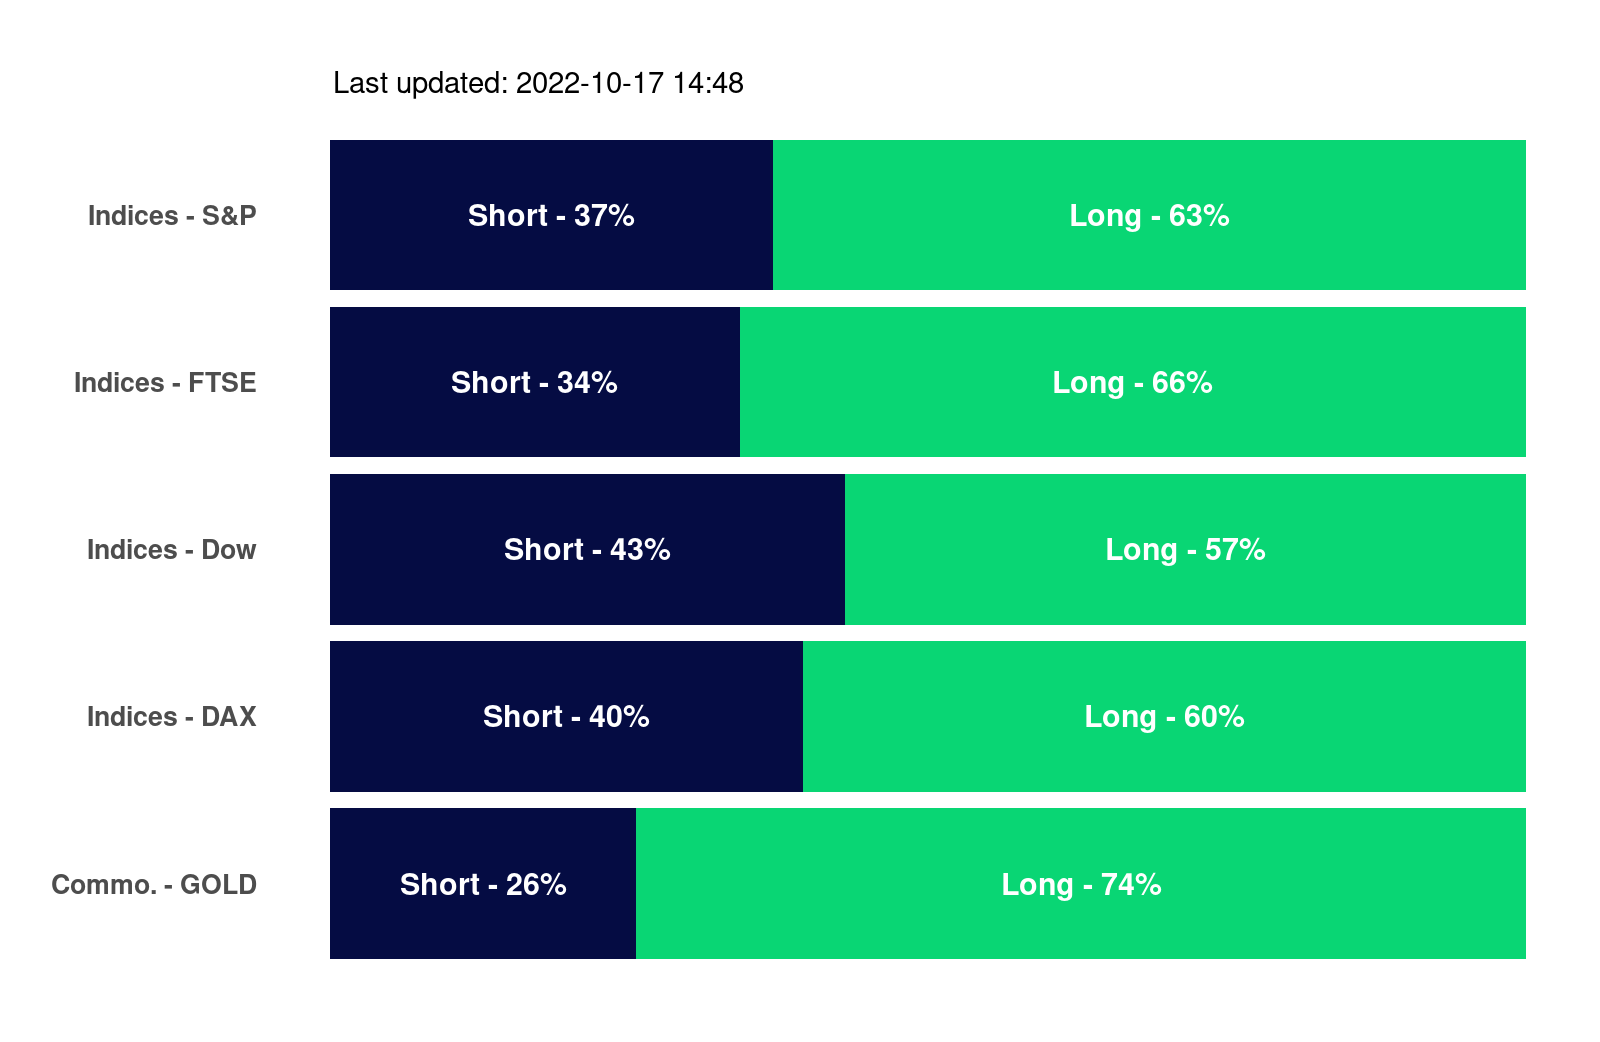 Last updated: 2022-10-17 14:48
Indices - S&P Short - 37% Long - 63%
Indices - FTSE Short - 34% Long - 66%
Indices - Dow Short - 43% Long - 57%
Indices - DAX Short - 40% Long - 60%
Commo. - GOLD Short - 26% Long - 74%